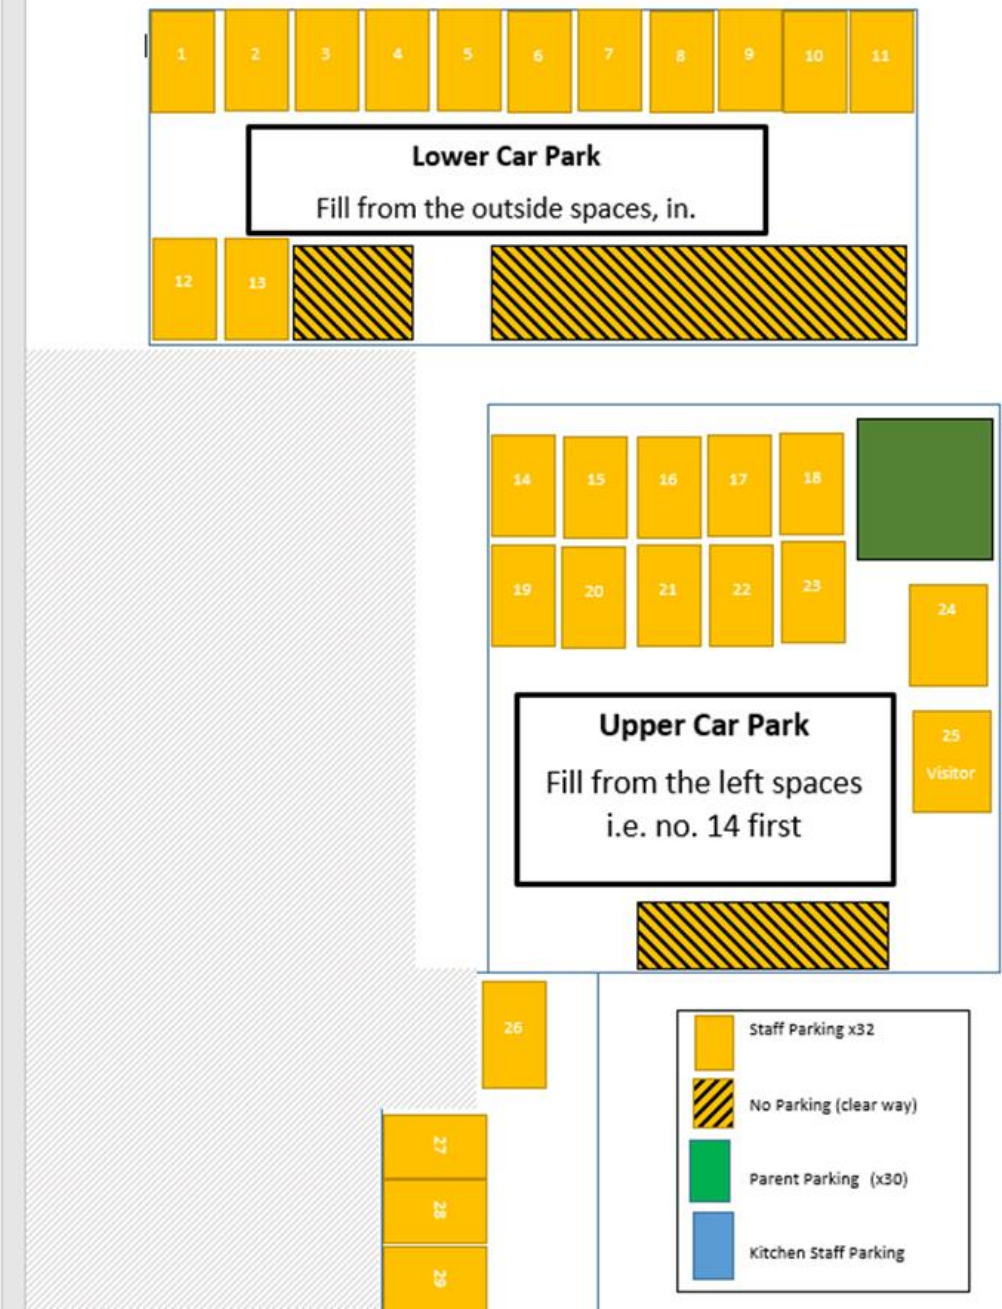 1 2 3 4 5 6 7 8 9 10 11
Lower Car Park
Fill from the outside spaces, in.
12 13
14 15 16 17 18
19 20 21 22 23
24
25
Visitor
Upper Car Park
Fill from the left spaces
i.e. no. 14 first
26
27
28
29
Staff Parking x32
No Parking (clear way)
Parent Parking (x30)
Kitchen Staff Parking